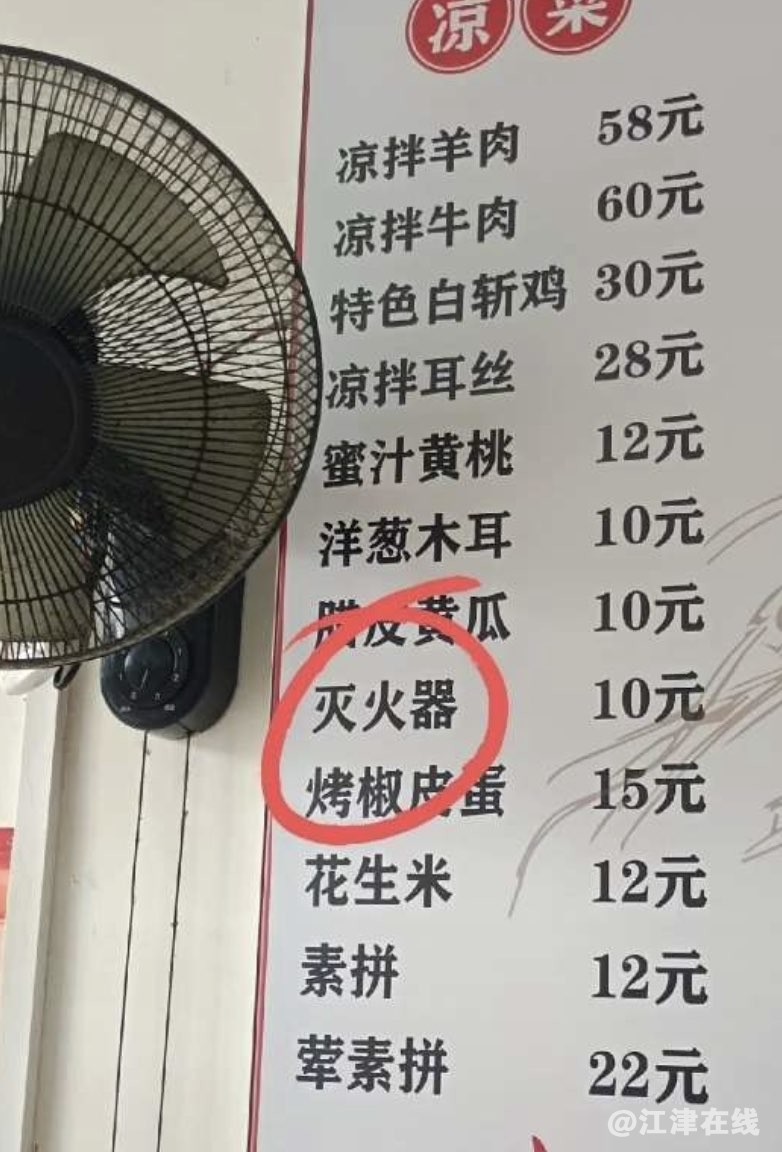 凉菜
凉拌羊肉 58元
凉拌牛肉 60元
特色白斩鸡 30元
凉拌耳丝 28元
蜜汁黄桃 12元
洋葱木耳 10元
皮黄瓜 10元
灭火器 10元
烤椒皮蛋 15元
花生米 12元
素拼 12元
荤素拼 22元
@江津在线